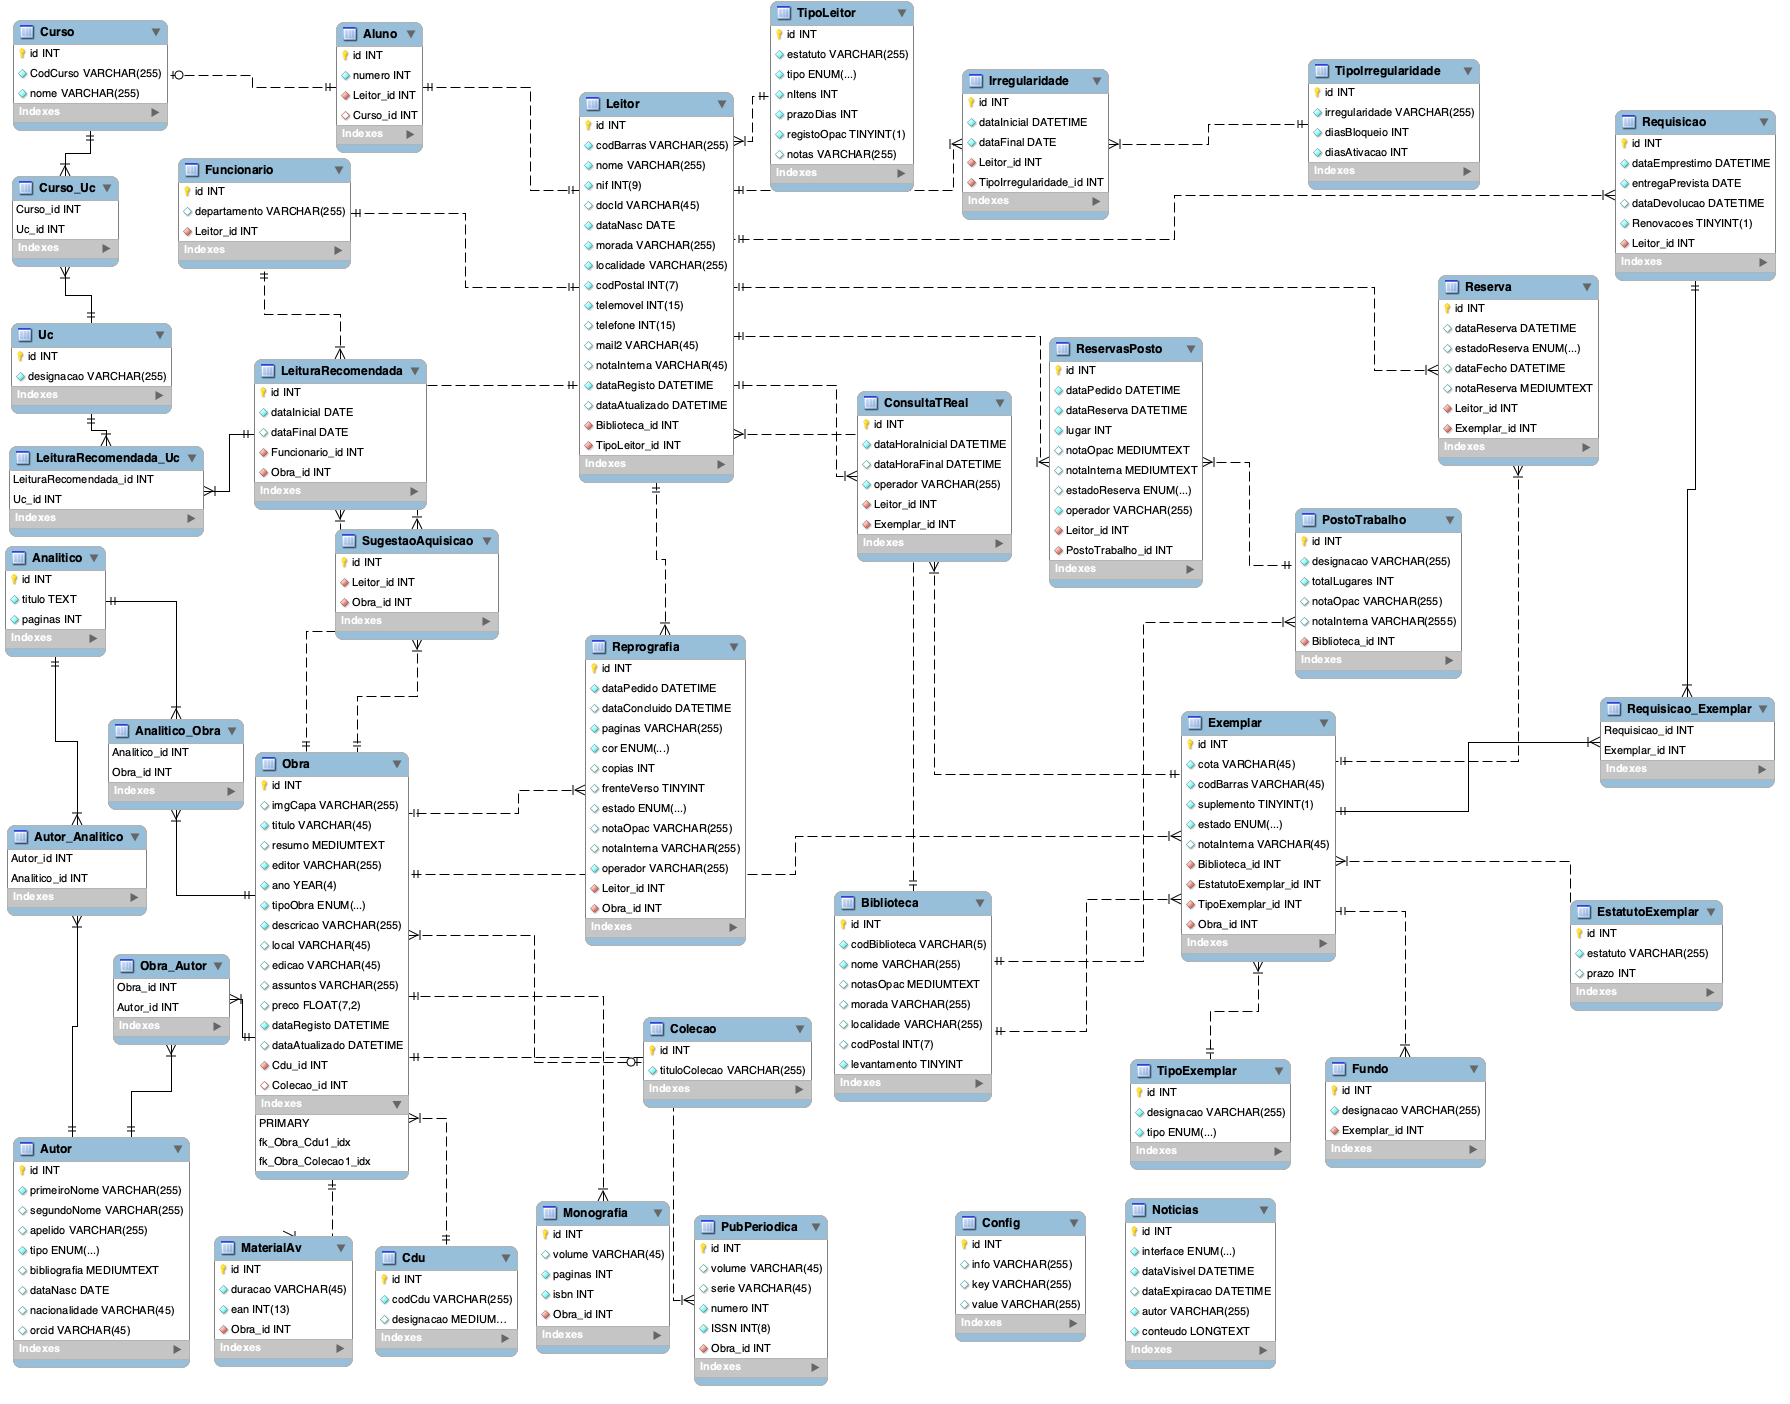 Curso
id INT
CodCurso VARCHAR(255)
nome VARCHAR(255)
Indexes
Aluno
id INT
numero INT
Leitor_id INT
Curso_id INT
Indexes
TipoLeitor
id INT
estatuto VARCHAR(255)
tipo ENUM(...)
nItens INT
prazoDias INT
registoOpac TINYINT(1)
notas VARCHAR(255)
Indexes
Leitor
id INT
codBarras VARCHAR(255)
nome VARCHAR(255)
nif INT(9)
docId VARCHAR(45)
dataNasc DATE
morada VARCHAR(255)
localidade VARCHAR(255)
codPostal INT(7)
telemovel INT(15)
telefone INT(15)
mail2 VARCHAR(45)
notaInterna VARCHAR(45)
dataRegisto DATETIME
dataAtualizado DATETIME
Biblioteca_id INT
TipoLeitor_id INT
Indexes
Irregularidade
id INT
dataInicial DATETIME
dataFinal DATE
Leitor_id INT
TipoIrregularidade_id INT
Indexes
TipoIrregularidade
id INT
irregularidade VARCHAR(255)
diasBloqueio INT
diasAtivacao INT
Indexes
Requisicao
id INT
dataEmprestimo DATETIME
entregaPrevista DATE
dataDevolucao DATETIME
Renovacoes TINYINT(1)
Leitor_id INT
Indexes
Curso_Uc
Curso_id INT
Uc_id INT
Indexes
Funcionario
id INT
departamento VARCHAR(255)
Leitor_id INT
Indexes
Reserva
id INT
dataReserva DATETIME
estadoReserva ENUM(...)
dataFecho DATETIME
notaReserva MEDIUMTEXT
Leitor_id INT
Exemplar_id INT
Indexes
Uc
id INT
designacao VARCHAR(255)
Indexes
LeituraRecomendada
id INT
dataInicial DATE
dataFinal DATE
Funcionario_id INT
Obra_id INT
Indexes
ReservasPosto
id INT
dataPedido DATETIME
dataReserva DATETIME
lugar INT
notaOpac MEDIUMTEXT
notaInterna MEDIUMTEXT
estadoReserva ENUM(...)
operador VARCHAR(255)
Leitor_id INT
PostoTrabalho_id INT
Indexes
ConsultaTReal
id INT
dataHoraInicial DATETIME
dataHoraFinal DATETIME
operador VARCHAR(255)
Leitor_id INT
Exemplar_id INT
Indexes
LeituraRecomendada_Uc
LeituraRecomendada_id INT
Uc_id INT
Indexes
PostoTrabalho
id INT
designacao VARCHAR(255)
totalLugares INT
notaOpac VARCHAR(255)
notaInterna VARCHAR(2555)
Biblioteca_id INT
Indexes
SugestaoAquisicao
id INT
Leitor_id INT
Obra_id INT
Indexes
Analitico
id INT
titulo TEXT
paginas INT
Indexes
Reprografia
id INT
dataPedido DATETIME
dataConcluido DATETIME
paginas VARCHAR(255)
cor ENUM(...)
copias INT
frenteVerso TINYINT
estado ENUM(...)
notaOpac VARCHAR(255)
notaInterna VARCHAR(255)
operador VARCHAR(255)
Leitor_id INT
Obra_id INT
Indexes
Requisicao_Exemplar
Requisicao_id INT
Exemplar_id INT
Indexes
Exemplar
id INT
cota VARCHAR(45)
codBarras VARCHAR(45)
suplemento TINYINT(1)
estado ENUM(...)
notaInterna VARCHAR(45)
Biblioteca_id INT
EstatutoExemplar_id INT
TipoExemplar_id INT
Obra_id INT
Indexes
Analitico_Obra
Analitico_id INT
Obra_id INT
Indexes
Obra
id INT
imgCapa VARCHAR(255)
titulo VARCHAR(45)
resumo MEDIUMTEXT
editor VARCHAR(255)
ano YEAR(4)
tipoObra ENUM(...)
descricao VARCHAR(255)
local VARCHAR(45)
edicao VARCHAR(45)
assuntos VARCHAR(255)
preco FLOAT(7,2)
dataRegisto DATETIME
dataAtualizado DATETIME
Cdu_id INT
Colecao_id INT
Indexes
PRIMARY
fk_Obra_Cdu1_idx
fk_Obra_Colecao1_idx
Autor_Analitico
Autor_id INT
Analitico_id INT
Indexes
Biblioteca
id INT
codBiblioteca VARCHAR(5)
nome VARCHAR(255)
notasOpac MEDIUMTEXT
morada VARCHAR(255)
localidade VARCHAR(255)
codPostal INT(7)
levantamento TINYINT
Indexes
EstatutoExemplar
id INT
estatuto VARCHAR(255)
prazo INT
Indexes
Obra_Autor
Obra_id INT
Autor_id INT
Indexes
Colecao
id INT
tituloColecao VARCHAR(255)
Indexes
TipoExemplar
id INT
designacao VARCHAR(255)
tipo ENUM(...)
Indexes
Fundo
id INT
designacao VARCHAR(255)
Exemplar_id INT
Indexes
Autor
id INT
primeiroNome VARCHAR(255)
segundoNome VARCHAR(255)
apelido VARCHAR(255)
tipo ENUM(...)
bibliografia MEDIUMTEXT
dataNasc DATE
nacionalidade VARCHAR(45)
orcid VARCHAR(45)
Indexes
MaterialAv
id INT
duracao VARCHAR(45)
ean INT(13)
Obra_id INT
Indexes
Cdu
id INT
codCdu VARCHAR(255)
designacao MEDIUM...
Indexes
Monografia
id INT
volume VARCHAR(45)
paginas INT
isbn INT
Obra_id INT
Indexes
PubPeriodica
id INT
volume VARCHAR(45)
serie VARCHAR(45)
numero INT
ISSN INT(8)
Obra_id INT
Indexes
Config
id INT
info VARCHAR(255)
key VARCHAR(255)
value VARCHAR(255)
Indexes
Noticias
id INT
interface ENUM(...)
dataVisivel DATETIME
dataExpiracao DATETIME
autor VARCHAR(255)
conteudo LONGTEXT
Indexes